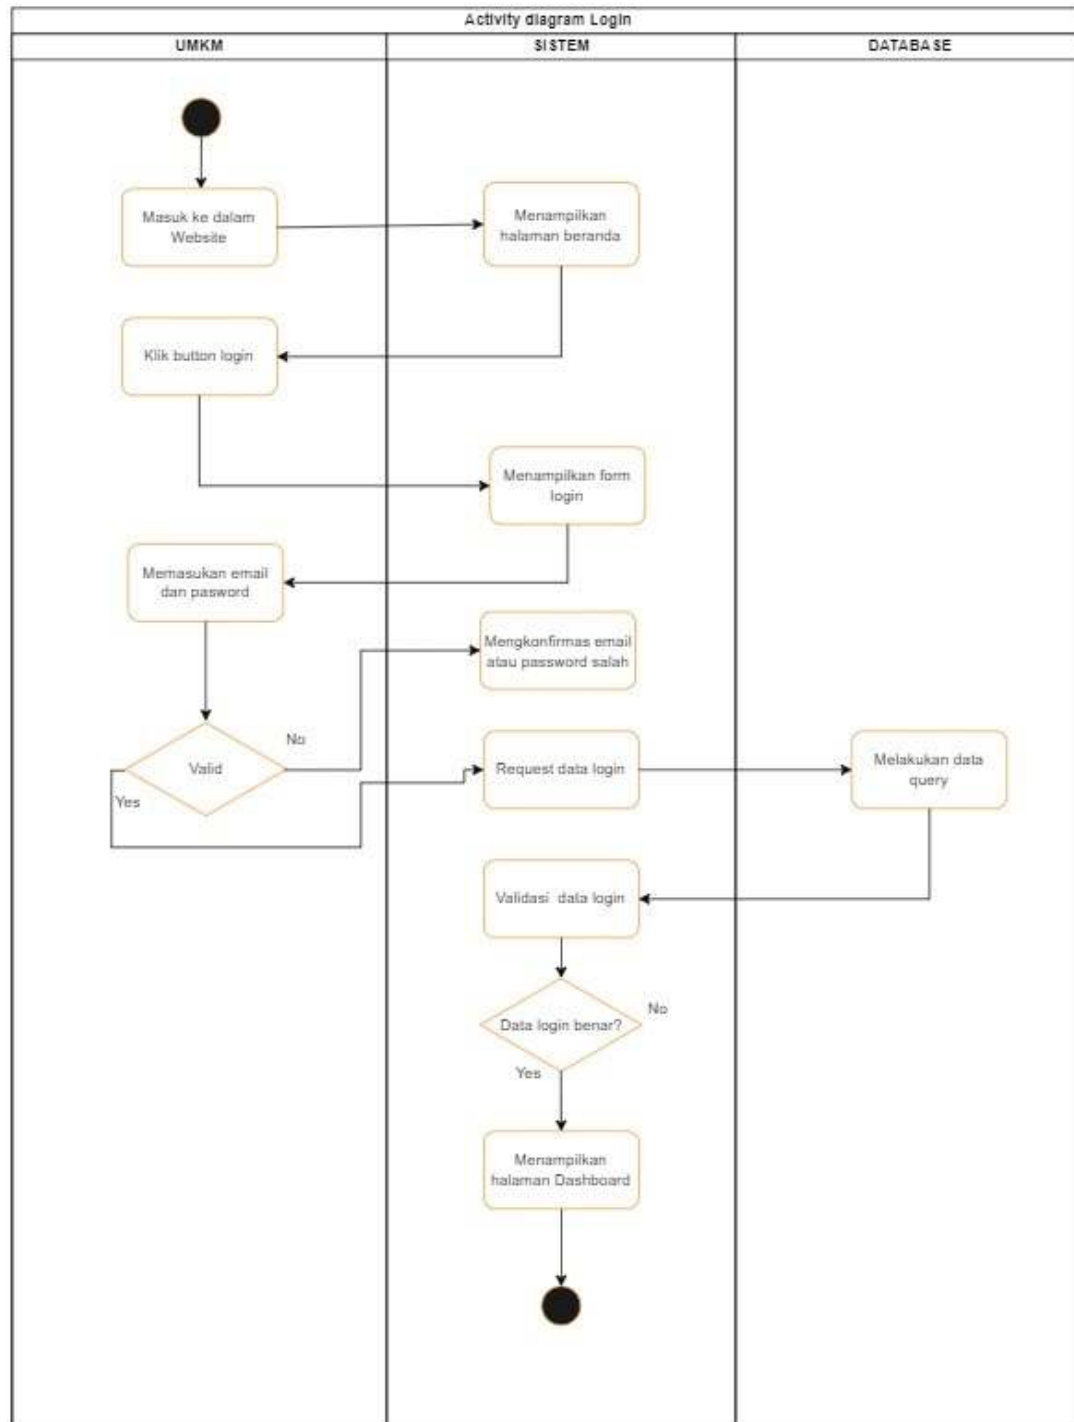 Activity diagram Login
UMKM
SISTEM
DATABASE
Masuk ke dalam
Website
Menampilkan
halaman beranda
Klik button login
Menampilkan form
login
Memasukan email
dan pasword
Mengkonfirmas email
atau password salah
No
Valid
Yes
Request data login
Melakukan data
query
Validasi data login
No
Data login benar?
Yes
Menampilkan
halaman Dashboard